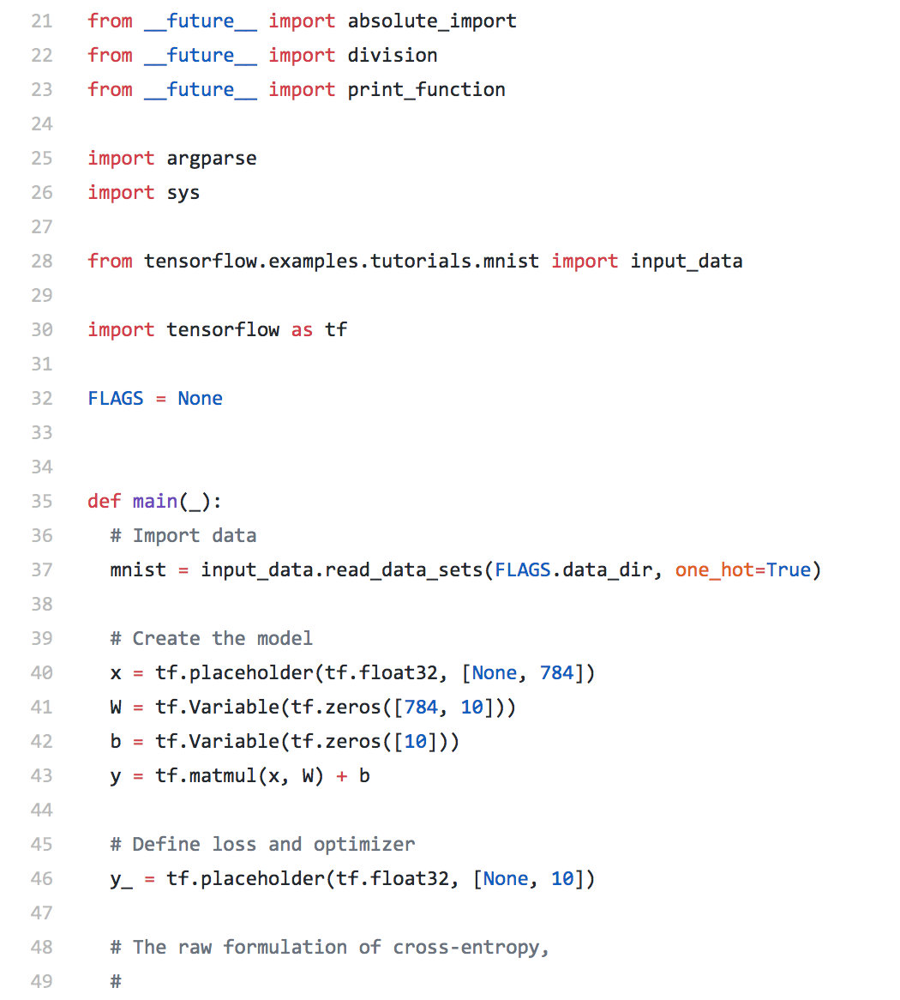 21 from __future__ import absolute_import
22 from __future__ import division
23 from __future__ import print_function
24
25 import argparse
26 import sys
27
28 from tensorflow.examples.tutorials.mnist import input_data
29
30 import tensorflow as tf
31
32 FLAGS = None
33
34
35 def main(_):
36   # Import data
37   mnist = input_data.read_data_sets(FLAGS.data_dir, one_hot=True)
38
39   # Create the model
40   x = tf.placeholder(tf.float32, [None, 784])
41   W = tf.Variable(tf.zeros([784, 10]))
42   b = tf.Variable(tf.zeros([10]))
43   y = tf.matmul(x, W) + b
44
45   # Define loss and optimizer
46   y_ = tf.placeholder(tf.float32, [None, 10])
47
48   # The raw formulation of cross-entropy,
49   #